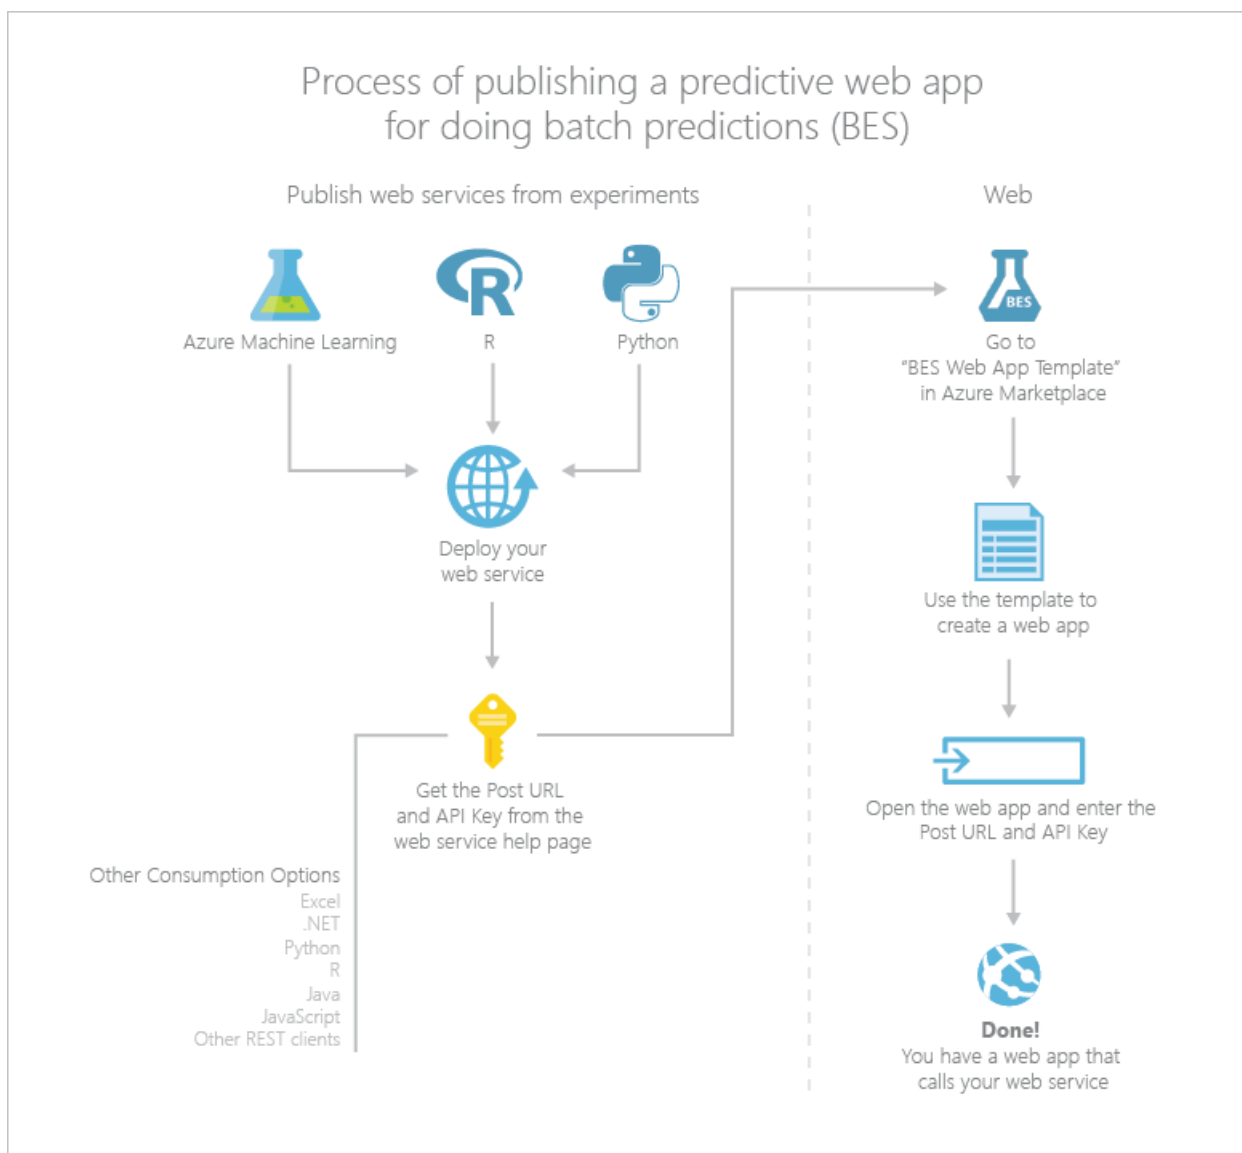 Process of publishing a predictive web app
for doing batch predictions (BES)
Publish web services from experiments
Web
R
BES
Azure Machine Learning
R
Python
Go to
“BES Web App Template”
in Azure Marketplace
Deploy your
web service
Use the template to
create a web app
Get the Post URL
and API Key from the
web service help page
Open the web app and enter the
Post URL and API Key
Other Consumption Options
Excel
.NET
Python
R
Java
JavaScript
Other REST clients
Done!
You have a web app that
calls your web service